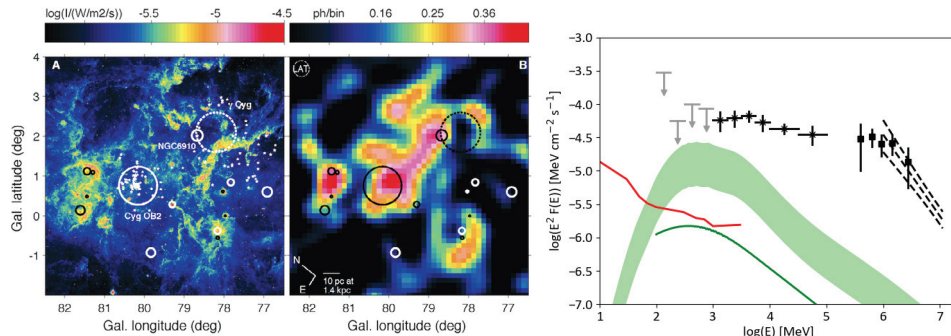 log(I/(W/m2/s)) -5.5 -5 -4.5
ph/bin 0.16 0.25 0.36
A
γ Cyg
NGC6910
Cyg OB2
4
3
2
1
0
-1
Gal. latitude (deg)
82 81 80 79 78 77
Gal. longitude (deg)
LAT
B
N
E
10 pc at
1.4 kpc
82 81 80 79 78 77
Gal. longitude (deg)
log(E² F(E)) [MeV cm⁻² s⁻¹]
−3.0
−3.5
−4.0
−4.5
−5.0
−5.5
−6.0
−6.5
−7.0
1 2 3 4 5 6 7
log(E) [MeV]